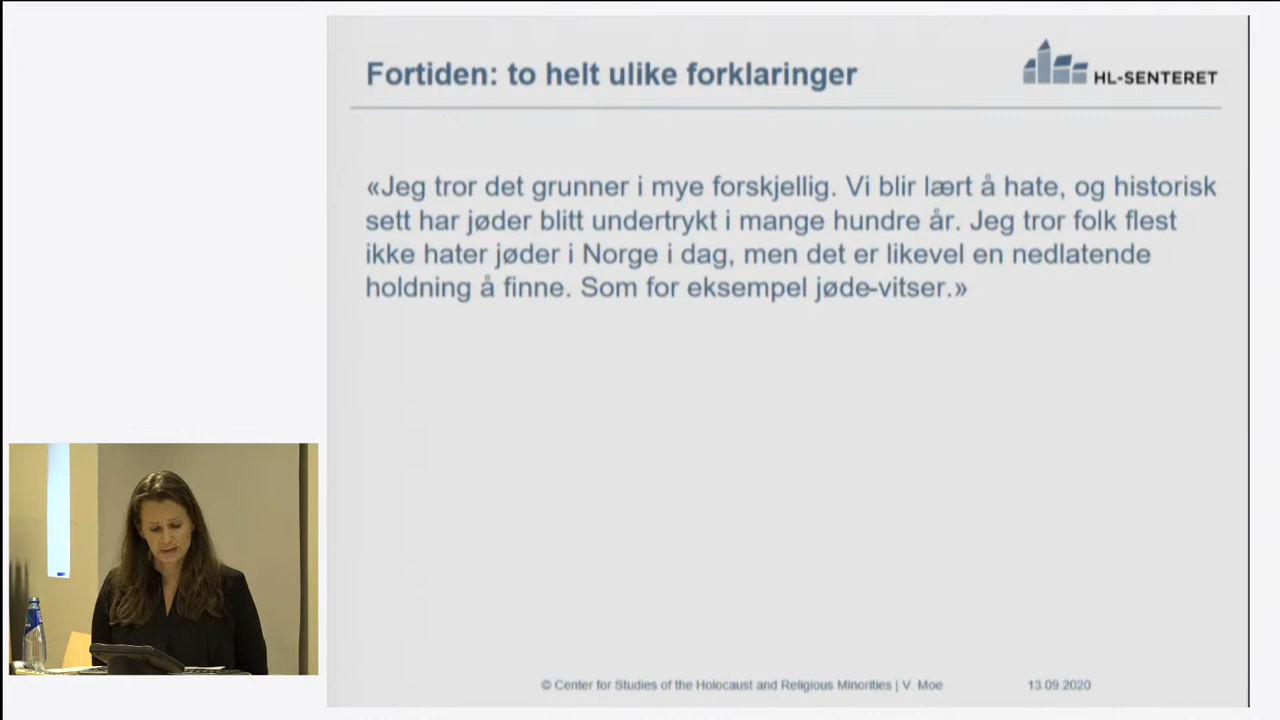 Fortiden: to helt ulike forklaringer
HL-SENTERET
«Jeg tror det grunner i mye forskjellig. Vi blir lært å hate, og historisk
sett har jøder blitt undertrykt i mange hundre år. Jeg tror folk flest
ikke hater jøder i Norge i dag, men det er likevel en nedlatende
holdning å finne. Som for eksempel jøde-vitser.»
© Center for Studies of the Holocaust and Religious Minorities | V. Moe
13.09.2020